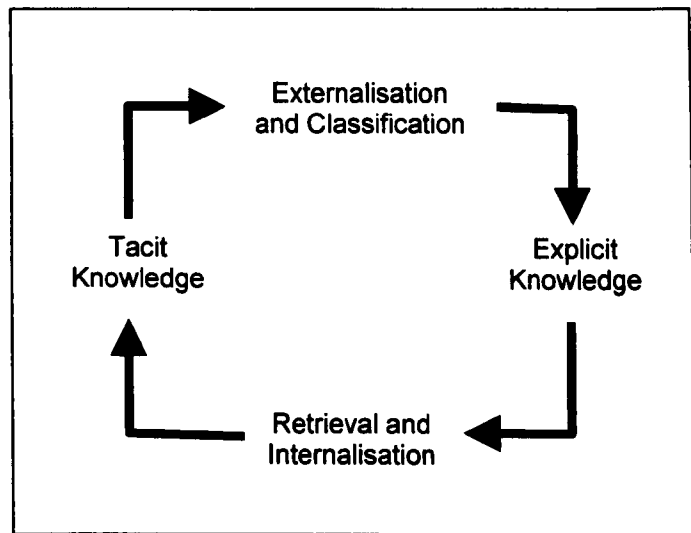 Externalisation
and Classification
Tacit
Knowledge
Explicit
Knowledge
Retrieval and
Internalisation